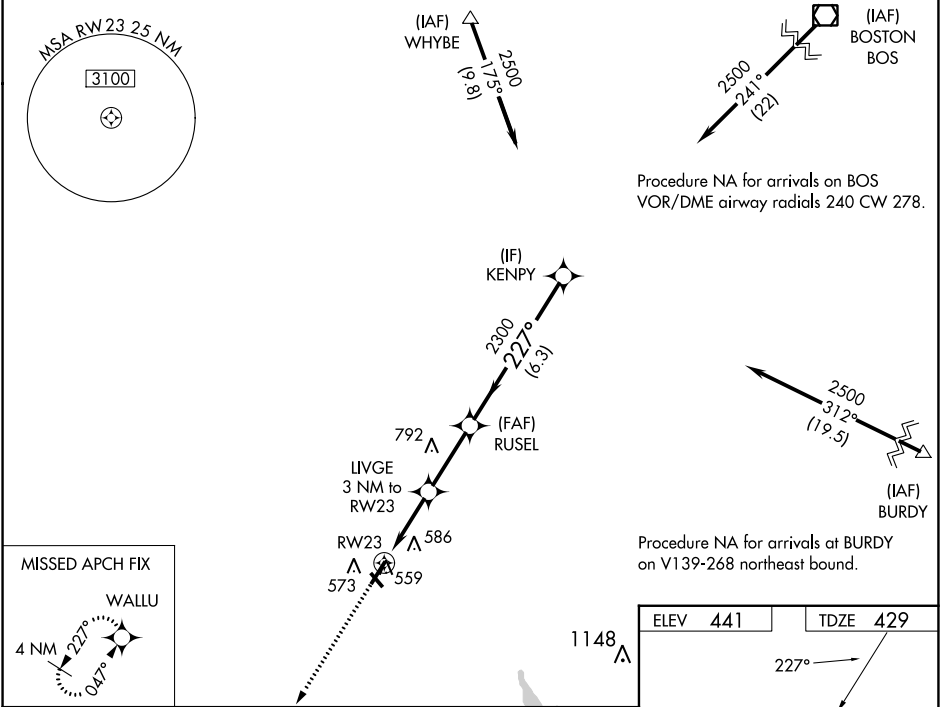 MSA RW23 25 NM
3100
(IAF)
WHYBE
2500
175°
(9.8)
(IAF)
BOSTON
BOS
2500
241°
(22)
Procedure NA for arrivals on BOS
VOR/DME airway radials 240 CW 278.
(IF)
KENPY
2300
227°
(6.3)
(FAF)
RUSEL
792
LIVGE
3 NM to
RW23
586
RW23
559
573
2500
312°
(19.5)
(IAF)
BURDY
Procedure NA for arrivals at BURDY
on V139-268 northeast bound.
MISSED APCH FIX
WALLU
4 NM
227°
047°
1148
ELEV 441
TDZE 429
227°